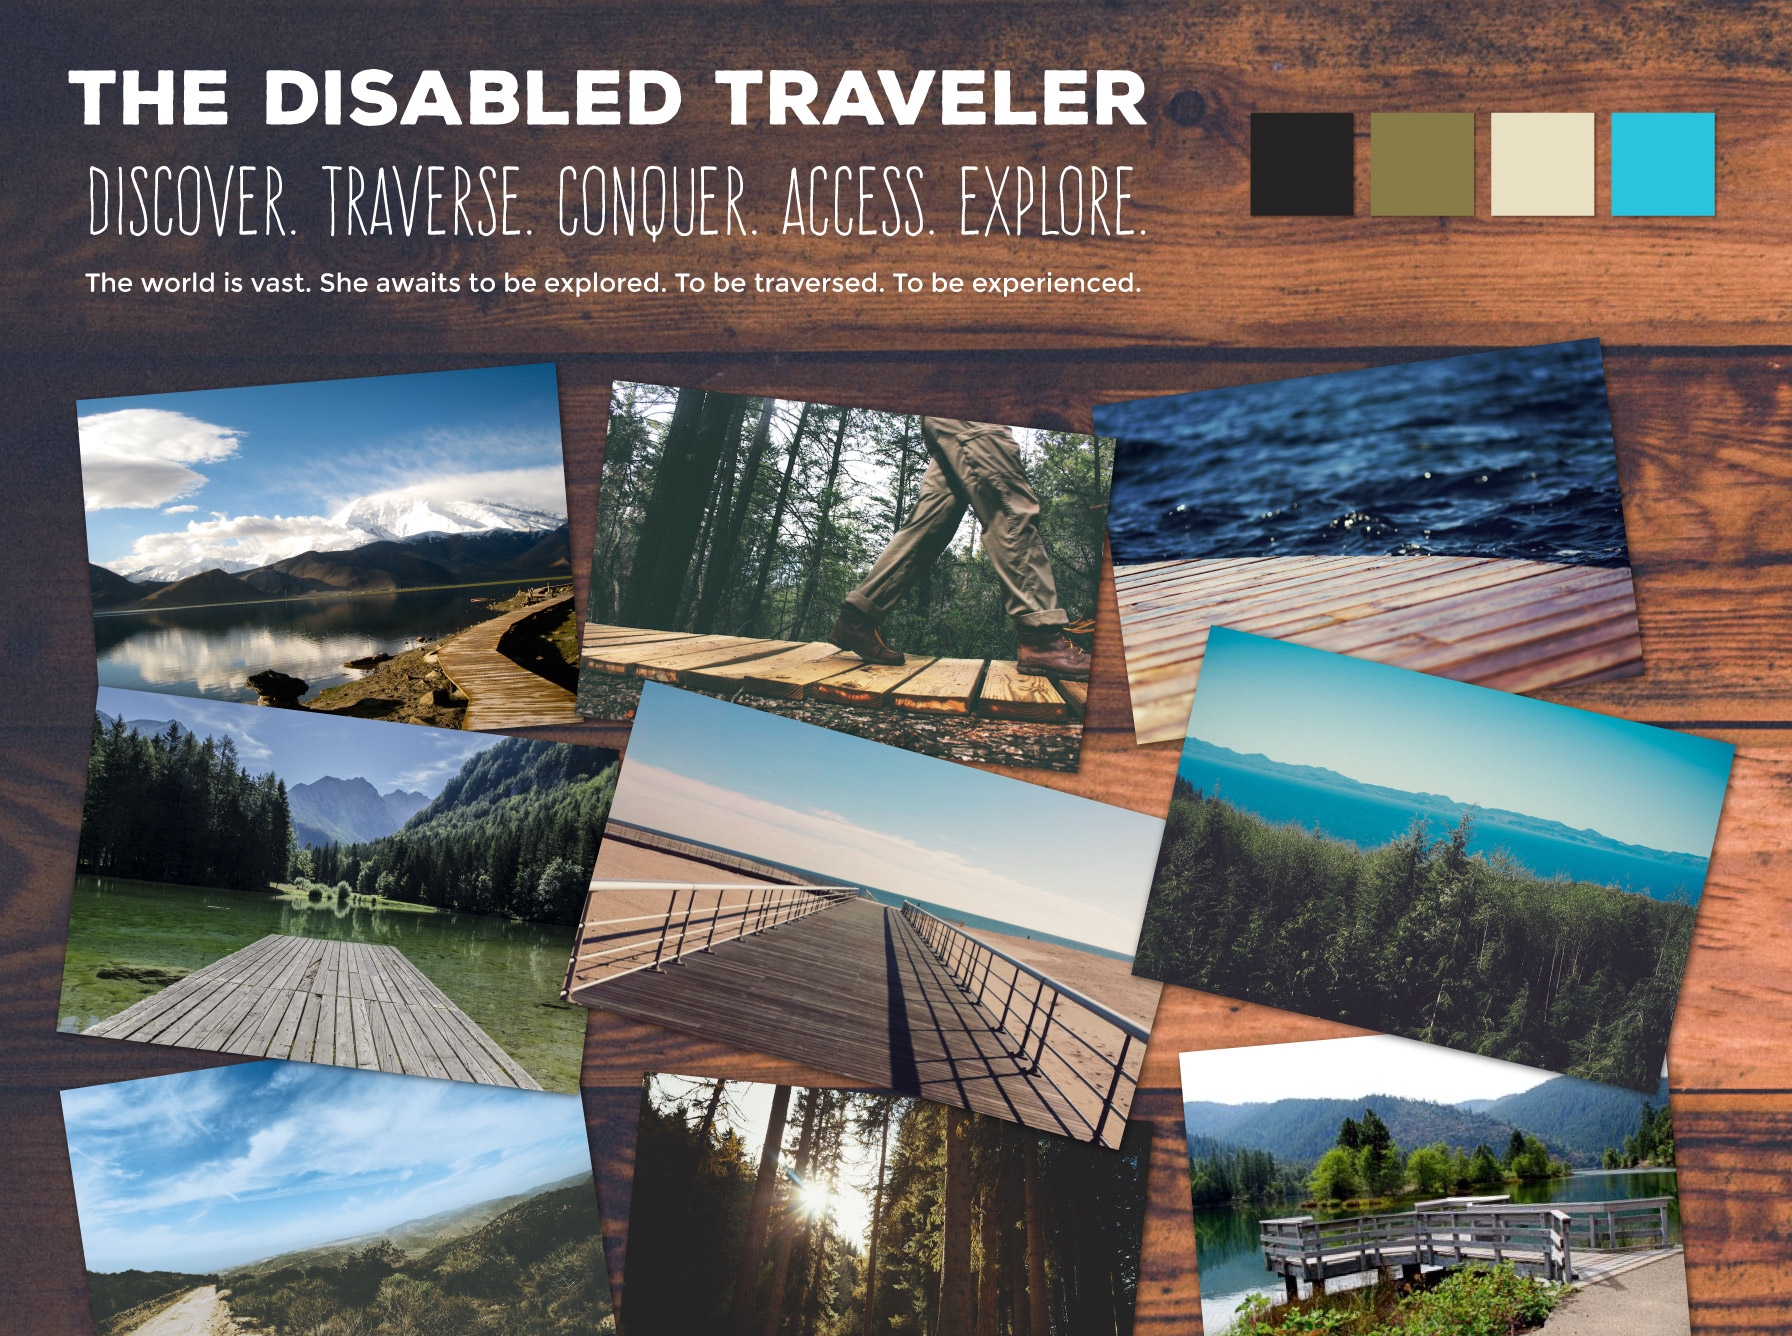 THE DISABLED TRAVELER
DISCOVER. TRAVERSE. CONQUER. ACCESS. EXPLORE.
The world is vast. She awaits to be explored. To be traversed. To be experienced.